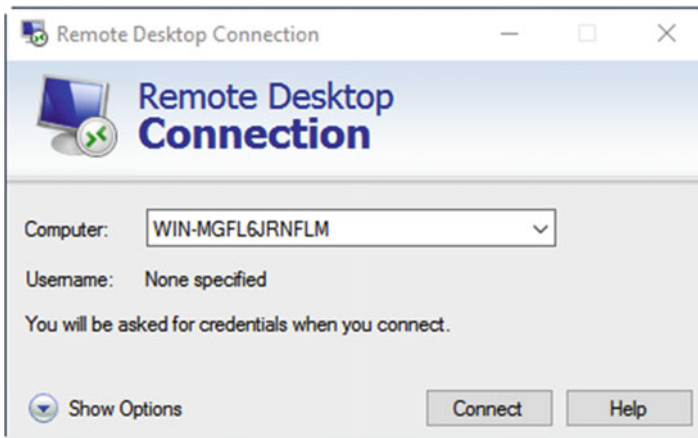 Remote Desktop Connection
Remote Desktop
Connection
Computer: WIN-MGFL6JRNFLM
Username: None specified
You will be asked for credentials when you connect.
Show Options Connect Help